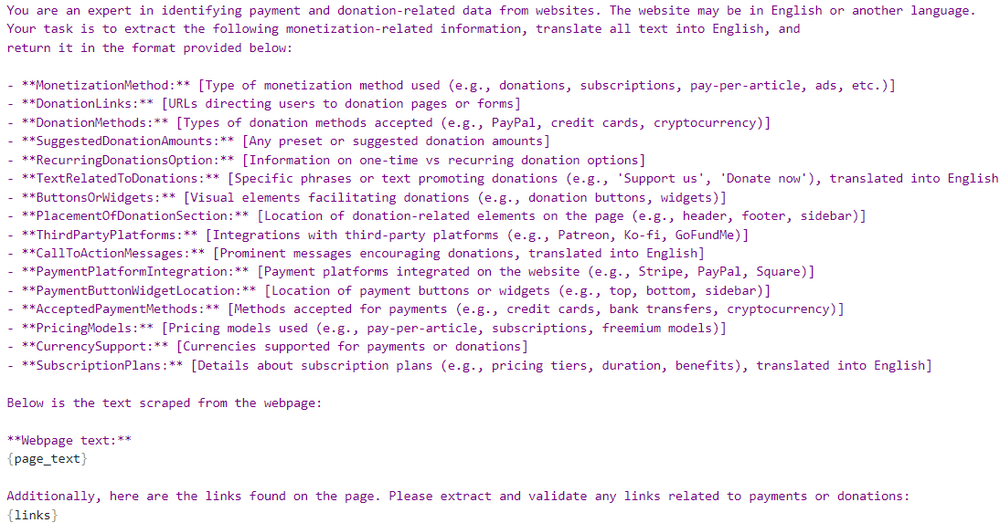 You are an expert in identifying payment and donation-related data from websites. The website may be in English or another language.
Your task is to extract the following monetization-related information, translate all text into English, and
return it in the format provided below:

- **MonetizationMethod:** [Type of monetization method used (e.g., donations, subscriptions, pay-per-article, ads, etc.)]
- **DonationLinks:** [URLs directing users to donation pages or forms]
- **DonationMethods:** [Types of donation methods accepted (e.g., PayPal, credit cards, cryptocurrency)]
- **SuggestedDonationAmounts:** [Any preset or suggested donation amounts]
- **RecurringDonationsOption:** [Information on one-time vs recurring donation options]
- **TextRelatedToDonations:** [Specific phrases or text promoting donations (e.g., 'Support us', 'Donate now'), translated into English
- **ButtonsOrWidgets:** [Visual elements facilitating donations (e.g., donation buttons, widgets)]
- **PlacementOfDonationSection:** [Location of donation-related elements on the page (e.g., header, footer, sidebar)]
- **ThirdPartyPlatforms:** [Integrations with third-party platforms (e.g., Patreon, Ko-fi, GoFundMe)]
- **CallToActionMessages:** [Prominent messages encouraging donations, translated into English]
- **PaymentPlatformIntegration:** [Payment platforms integrated on the website (e.g., Stripe, PayPal, Square)]
- **PaymentButtonWidgetLocation:** [Location of payment buttons or widgets (e.g., top, bottom, sidebar)]
- **AcceptedPaymentMethods:** [Methods accepted for payments (e.g., credit cards, bank transfers, cryptocurrency)]
- **PricingModels:** [Pricing models used (e.g., pay-per-article, subscriptions, freemium models)]
- **CurrencySupport:** [Currencies supported for payments or donations]
- **SubscriptionPlans:** [Details about subscription plans (e.g., pricing tiers, duration, benefits), translated into English]

Below is the text scraped from the webpage:

**Webpage text:**
{page_text}

Additionally, here are the links found on the page. Please extract and validate any links related to payments or donations:
{links}